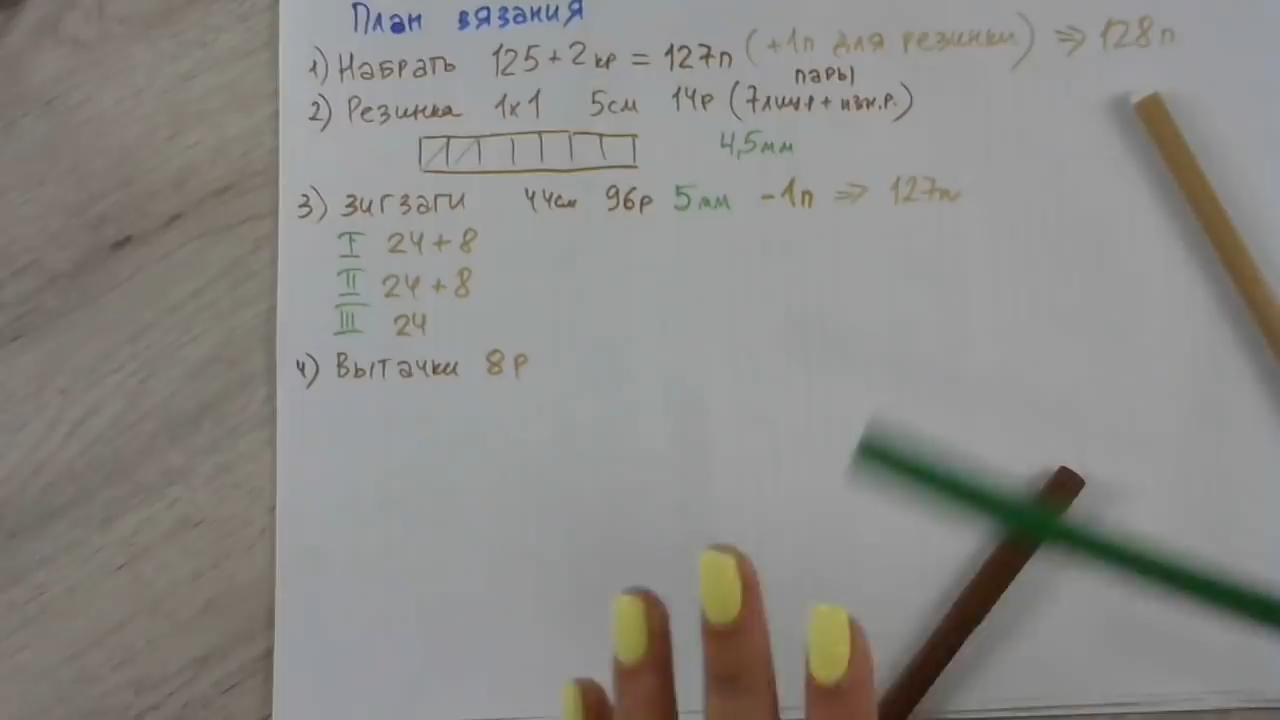 План вязания
1) Набрать 125+2кр = 127п (+1п для резинки) ⇒ 128п
пары
2) Резинка 1х1 5см 14р (7лиц.р + изн.р.)
4,5мм
3) зигзаги 44см 96р 5мм -1п ⇒ 127п
I 24+8
II 24+8
III 24
4) Вытачки 8р